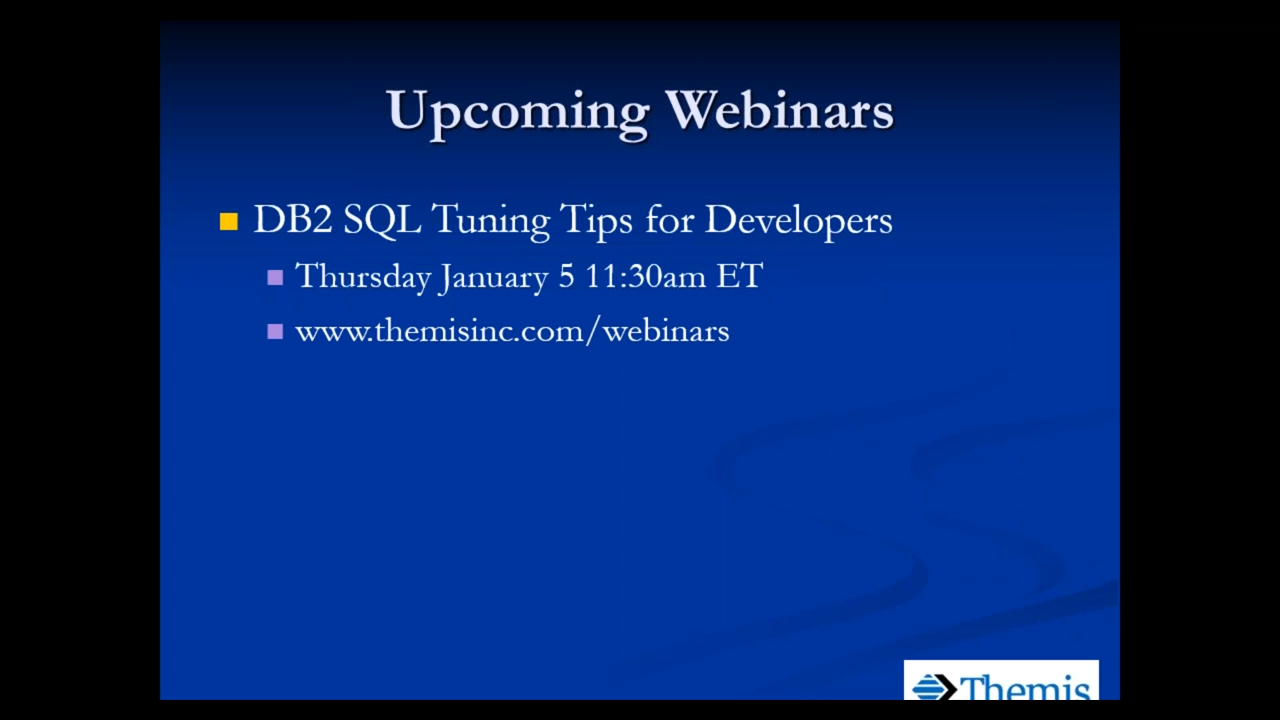 Upcoming Webinars
DB2 SQL Tuning Tips for Developers
Thursday January 5 11:30am ET
www.themisinc.com/webinars
Themis